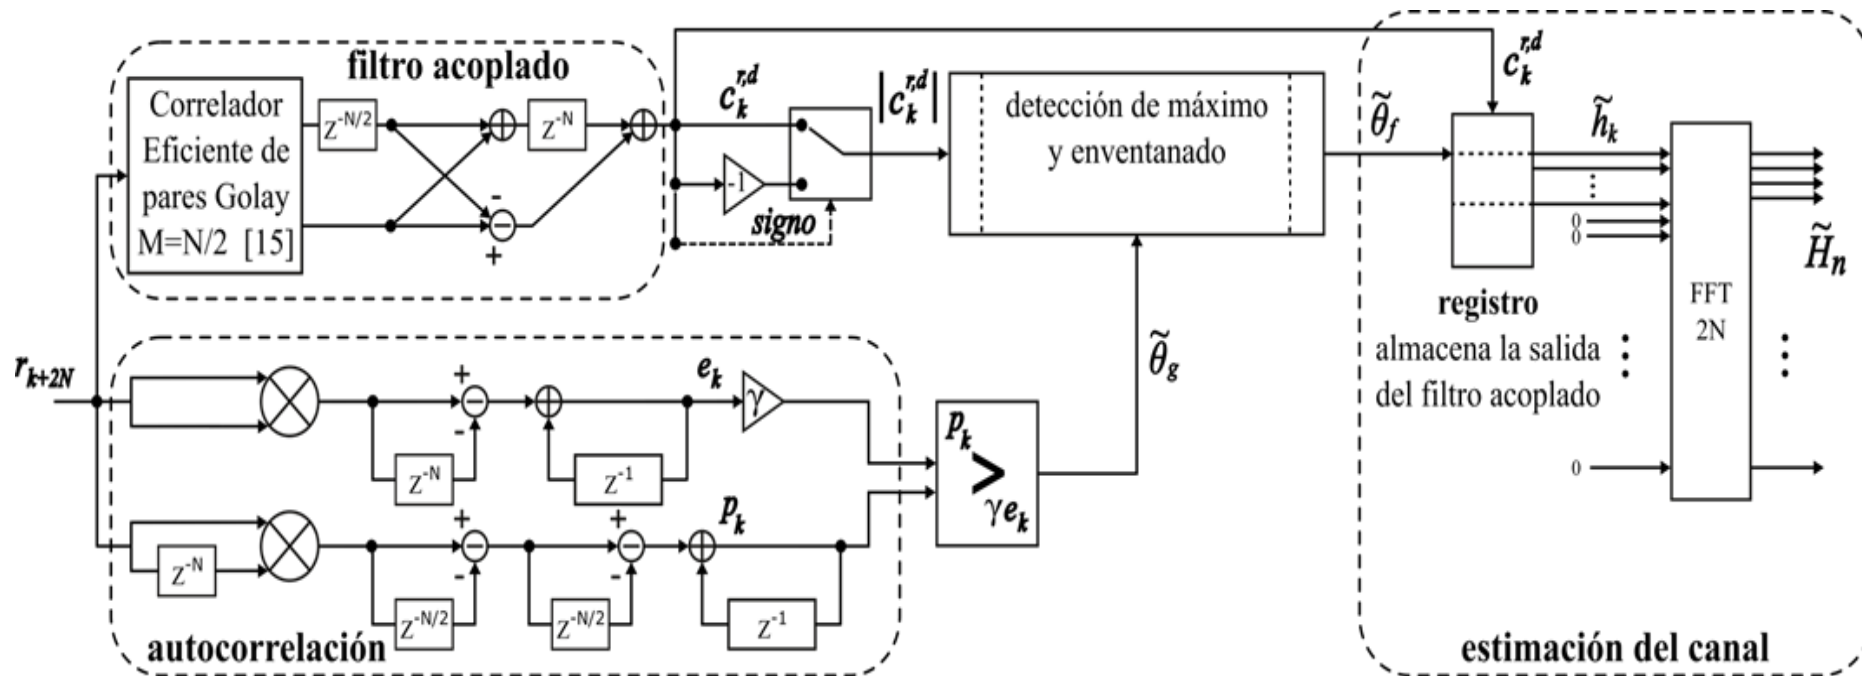 filtro acoplado
Correlador
Eficiente de
pares Golay
M=N/2 [15]
Z^{-N/2}
Z^{-N}
-
+
c_k^{r,d}
-1
signo
|c_k^{r,d}|
detección de máximo
y enventanado
θ̃_f
c_k^{r,d}
h̃_k
0
0
0
FFT
2N
H̃_n
registro
almacena la salida
del filtro acoplado
estimación del canal
r_{k+2N}
+
-
Z^{-N}
Z^{-1}
e_k
γ
Z^{-N}
+
-
Z^{-N/2}
+
-
Z^{-N/2}
p_k
Z^{-1}
autocorrelación
p_k
>
γe_k
θ̃_g